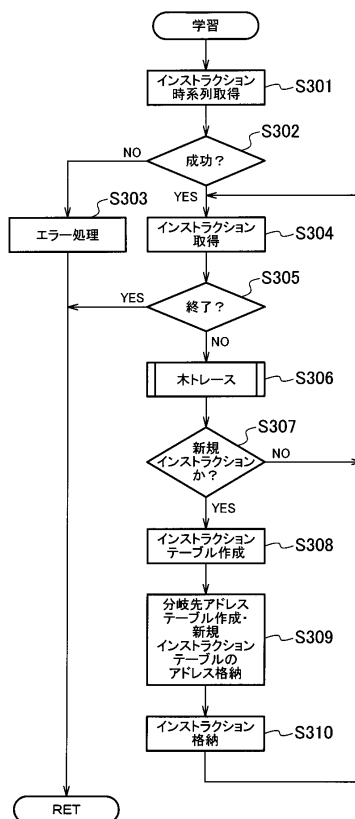 学習
インストラクション
時系列取得
S301
S302
成功？
NO
YES
S303
エラー処理
インストラクション
取得
S304
S305
終了？
YES
NO
木トレース
S306
S307
新規
インストラクション
か？
NO
YES
インストラクション
テーブル作成
S308
分岐先アドレス
テーブル作成・
新規
インストラクション
テーブルの
アドレス格納
S309
インストラクション
格納
S310
RET